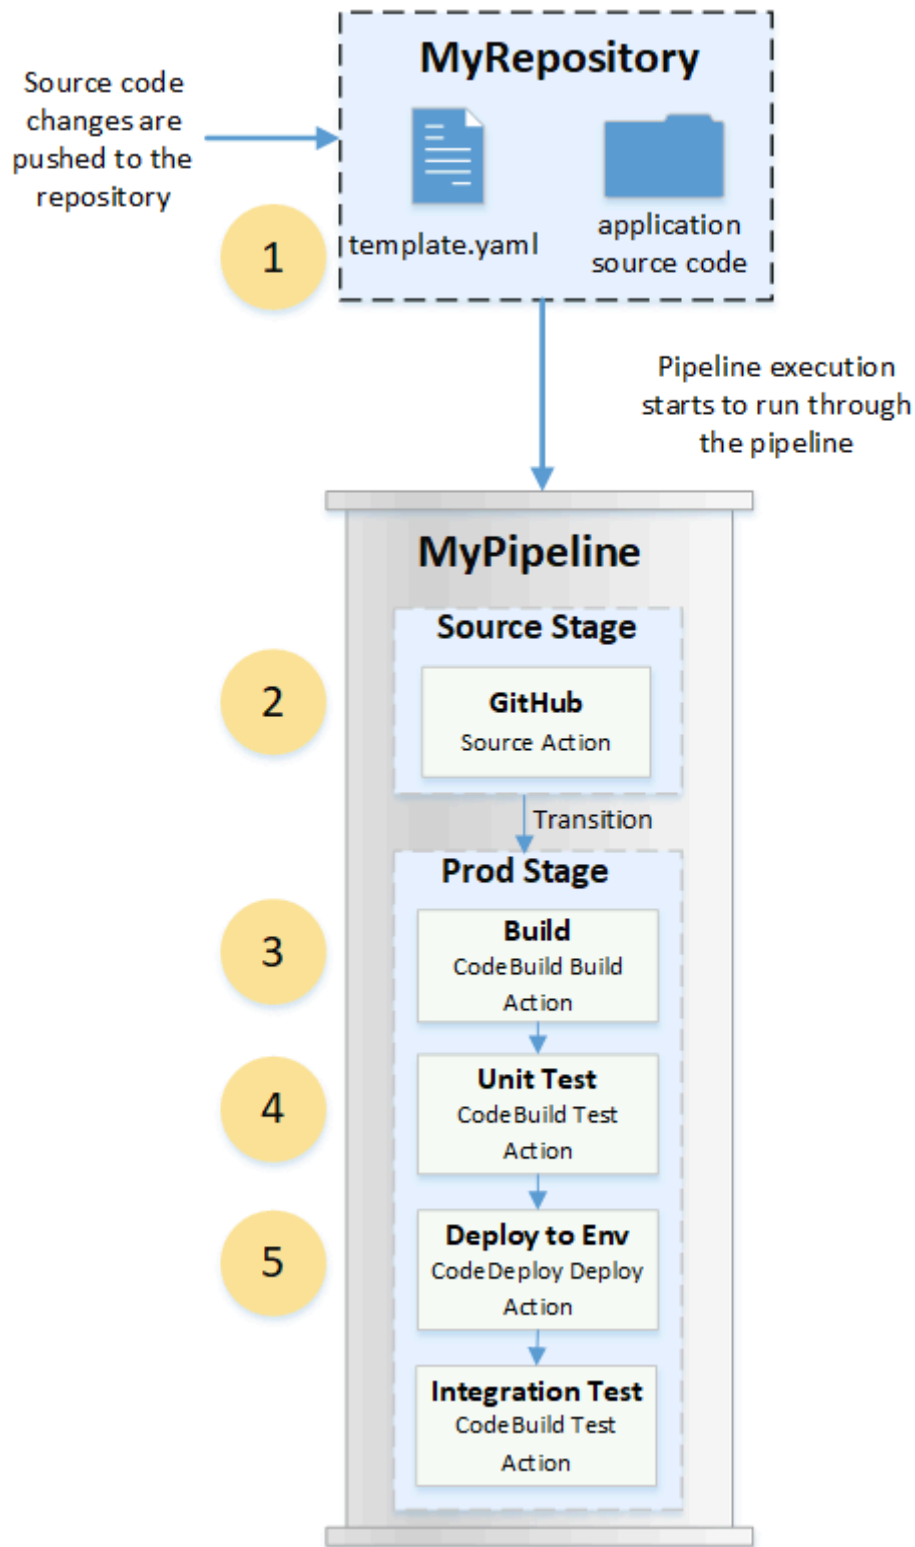 MyRepository
Source code
changes are
pushed to the
repository
template.yaml
application
source code
1
Pipeline execution
starts to run through
the pipeline
MyPipeline
Source Stage
2
GitHub
Source Action
Transition
Prod Stage
3
Build
CodeBuild Build
Action
4
Unit Test
CodeBuild Test
Action
5
Deploy to Env
CodeDeploy Deploy
Action
Integration Test
CodeBuild Test
Action